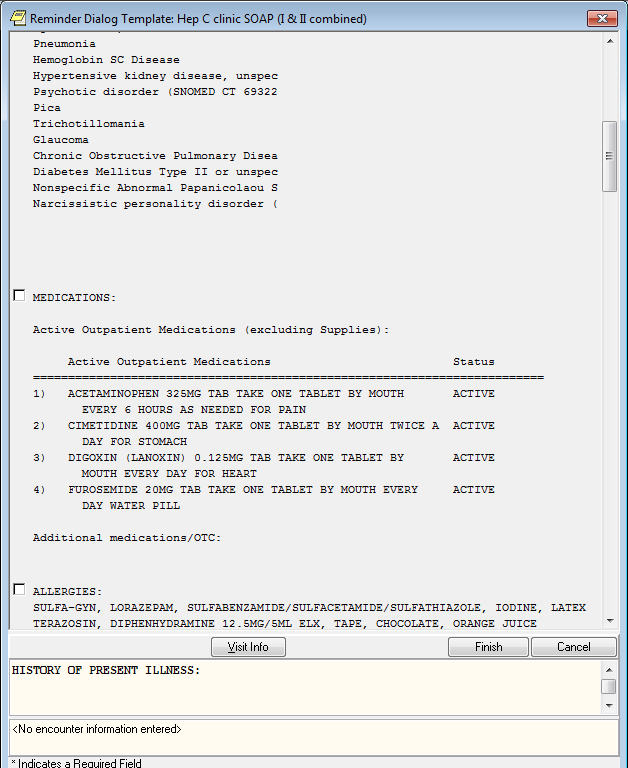 Reminder Dialog Template: Hep C clinic SOAP (I & II combined)
Pneumonia
Hemoglobin SC Disease
Hypertensive kidney disease, unspec
Psychotic disorder (SNOMED CT 69322
Pica
Trichotillomania
Glaucoma
Chronic Obstructive Pulmonary Disea
Diabetes Mellitus Type II or unspec
Nonspecific Abnormal Papanicolaou S
Narcissistic personality disorder (
MEDICATIONS:
Active Outpatient Medications (excluding Supplies):
Active Outpatient Medications Status
=========================================================================
1) ACETAMINOPHEN 325MG TAB TAKE ONE TABLET BY MOUTH ACTIVE
EVERY 6 HOURS AS NEEDED FOR PAIN
2) CIMETIDINE 400MG TAB TAKE ONE TABLET BY MOUTH TWICE A ACTIVE
DAY FOR STOMACH
3) DIGOXIN (LANOXIN) 0.125MG TAB TAKE ONE TABLET BY ACTIVE
MOUTH EVERY DAY FOR HEART
4) FUROSEMIDE 20MG TAB TAKE ONE TABLET BY MOUTH EVERY ACTIVE
DAY WATER PILL
Additional medications/OTC:
ALLERGIES:
SULFA-GYN, LORAZEPAM, SULFABENZAMIDE/SULFACETAMIDE/SULFATHIAZOLE, IODINE, LATEX
TERAZOSIN, DIPHENHYDRAMINE 12.5MG/5ML ELX, TAPE, CHOCOLATE, ORANGE JUICE
Visit Info Finish Cancel
HISTORY OF PRESENT ILLNESS:
<No encounter information entered>
* Indicates a Required Field